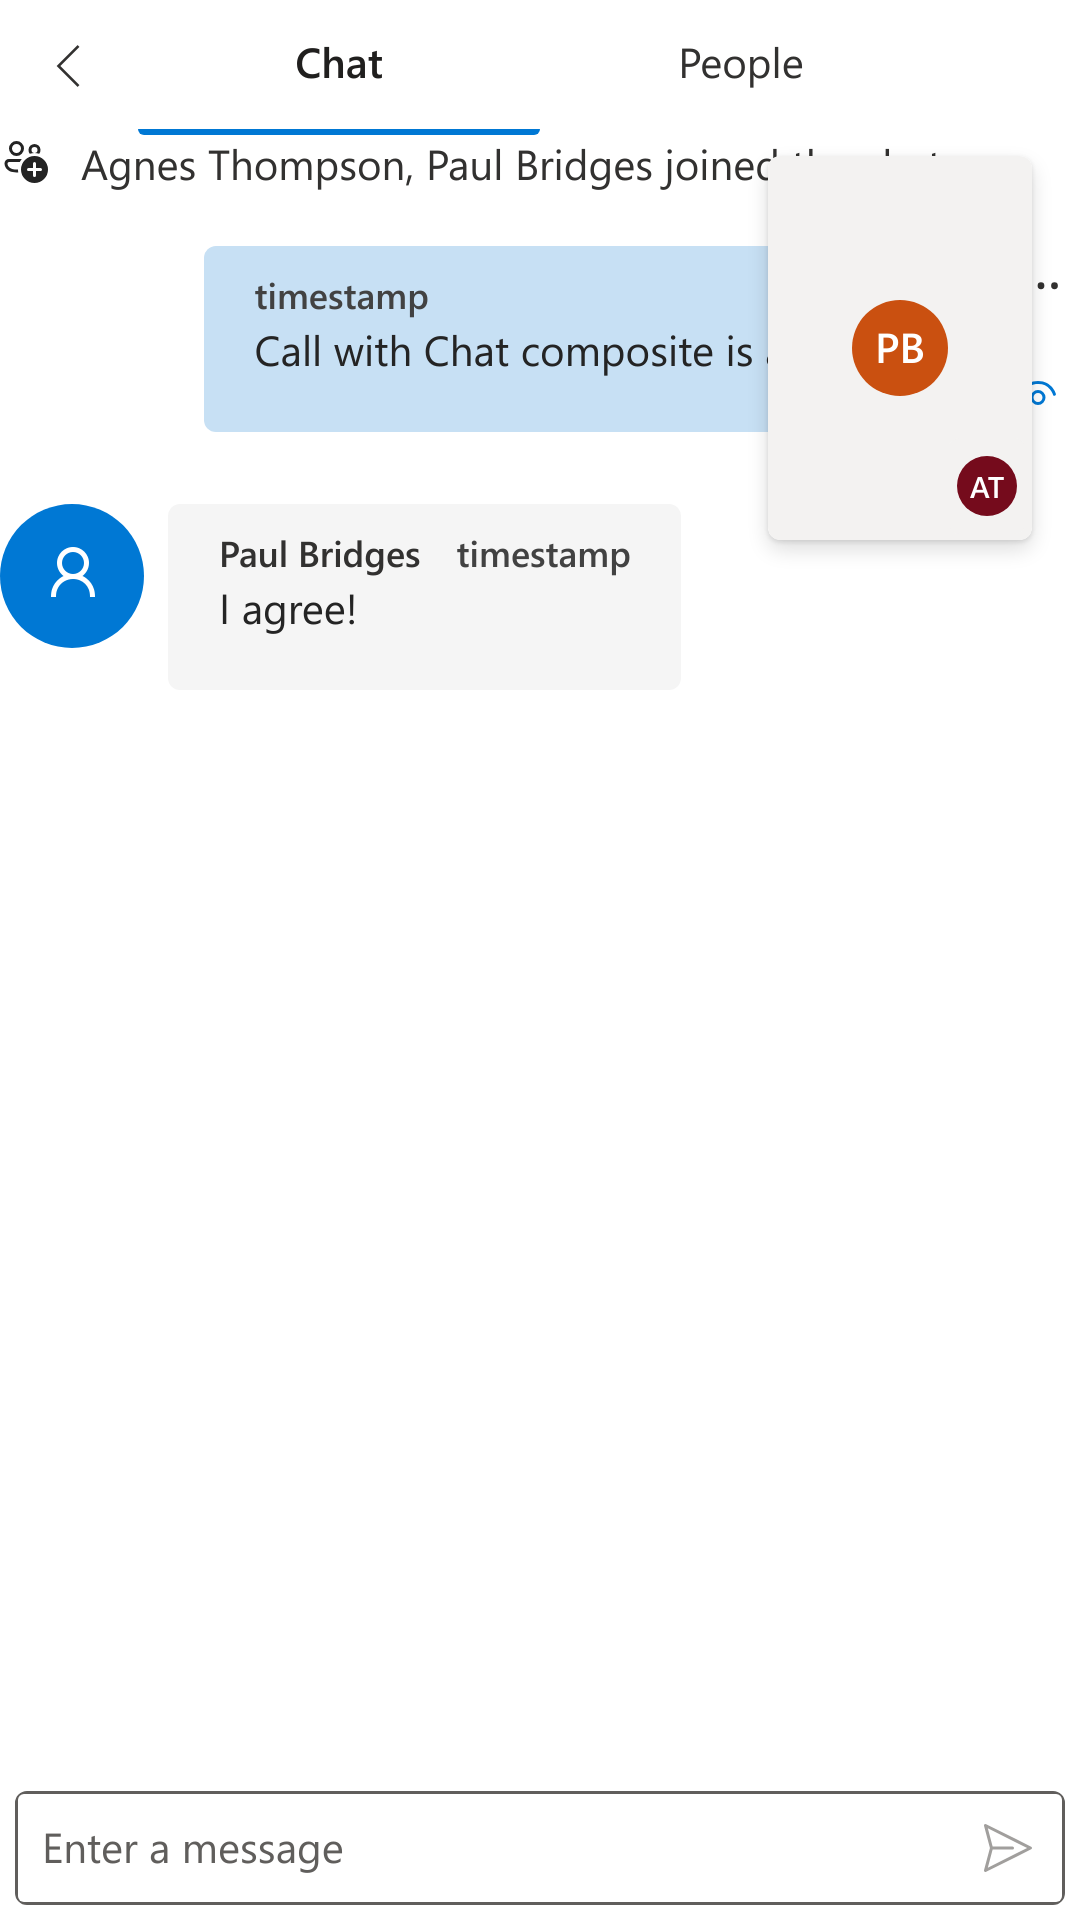 Chat People
Agnes Thompson, Paul Bridges joined
timestamp
Call with Chat composite is
PB
AT
Paul Bridges timestamp
I agree!
Enter a message